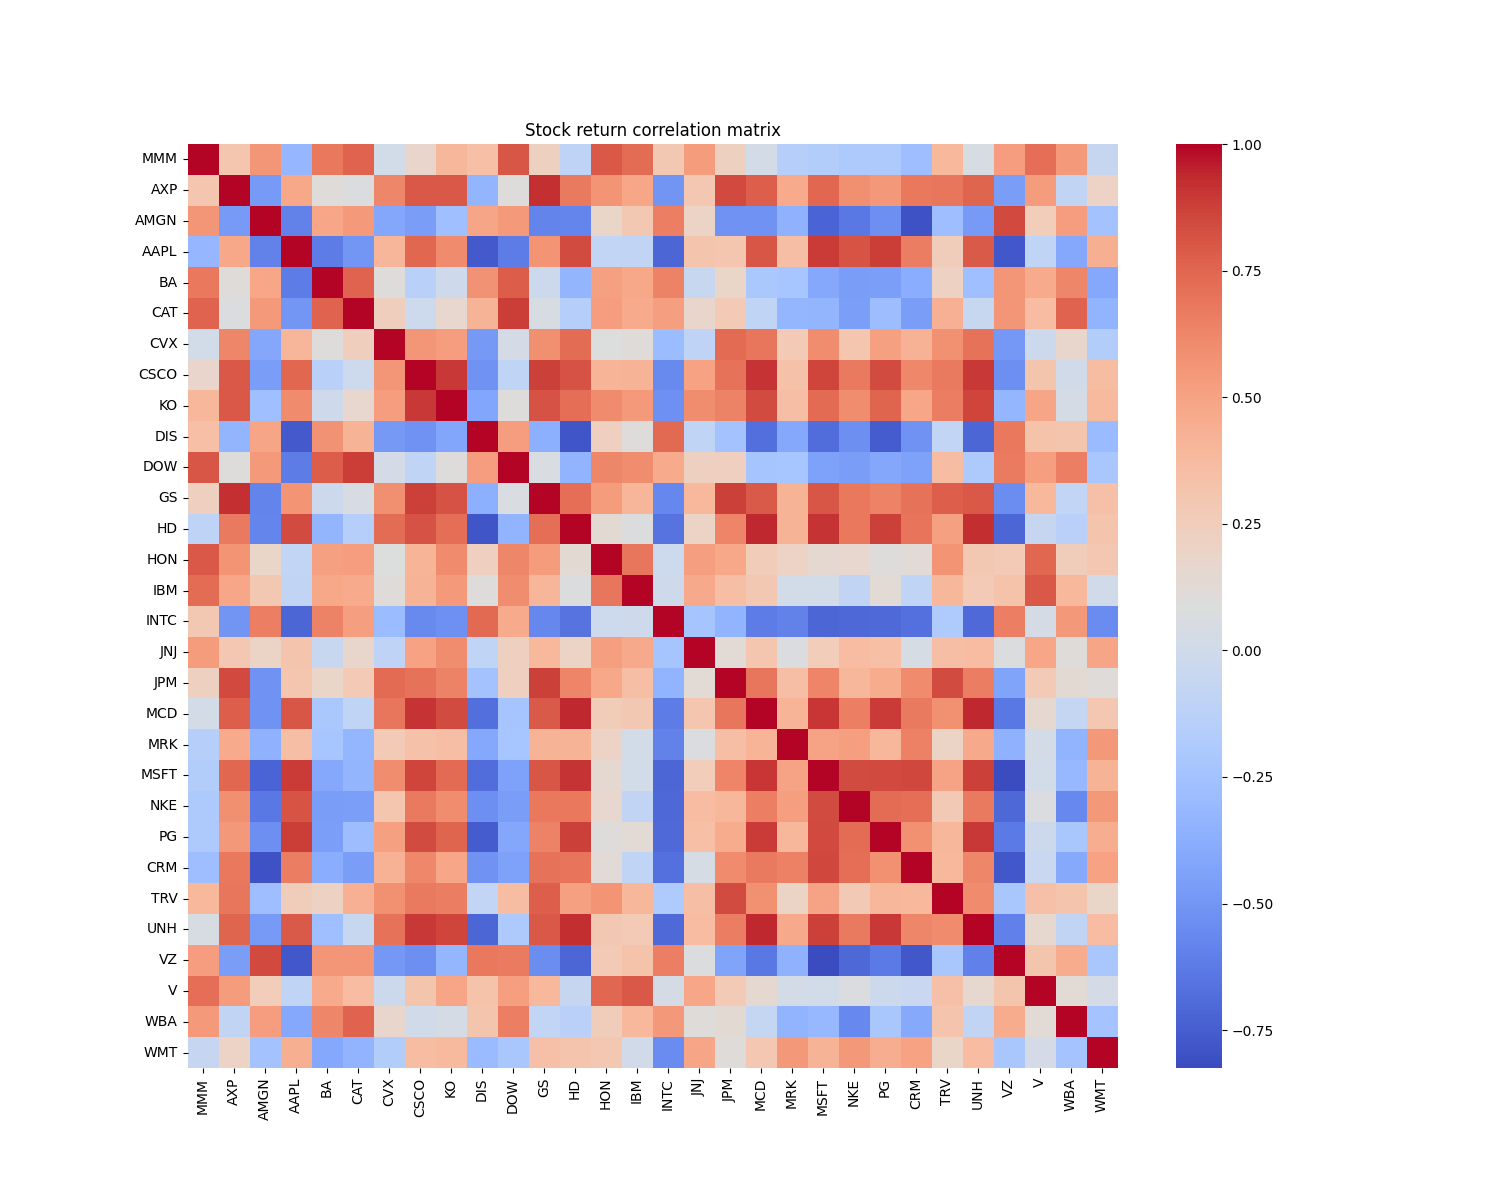 Stock return correlation matrix
MMM
AXP
AMGN
AAPL
BA
CAT
CVX
CSCO
KO
DIS
DOW
GS
HD
HON
IBM
INTC
JNJ
JPM
MCD
MRK
MSFT
NKE
PG
CRM
TRV
UNH
VZ
V
WBA
WMT
MMM AXP AMGN AAPL BA CAT CVX CSCO KO DIS DOW GS HD HON IBM INTC JNJ JPM MCD MRK MSFT NKE PG CRM TRV UNH VZ V WBA WMT
1.00
0.75
0.50
0.25
0.00
−0.25
−0.50
−0.75